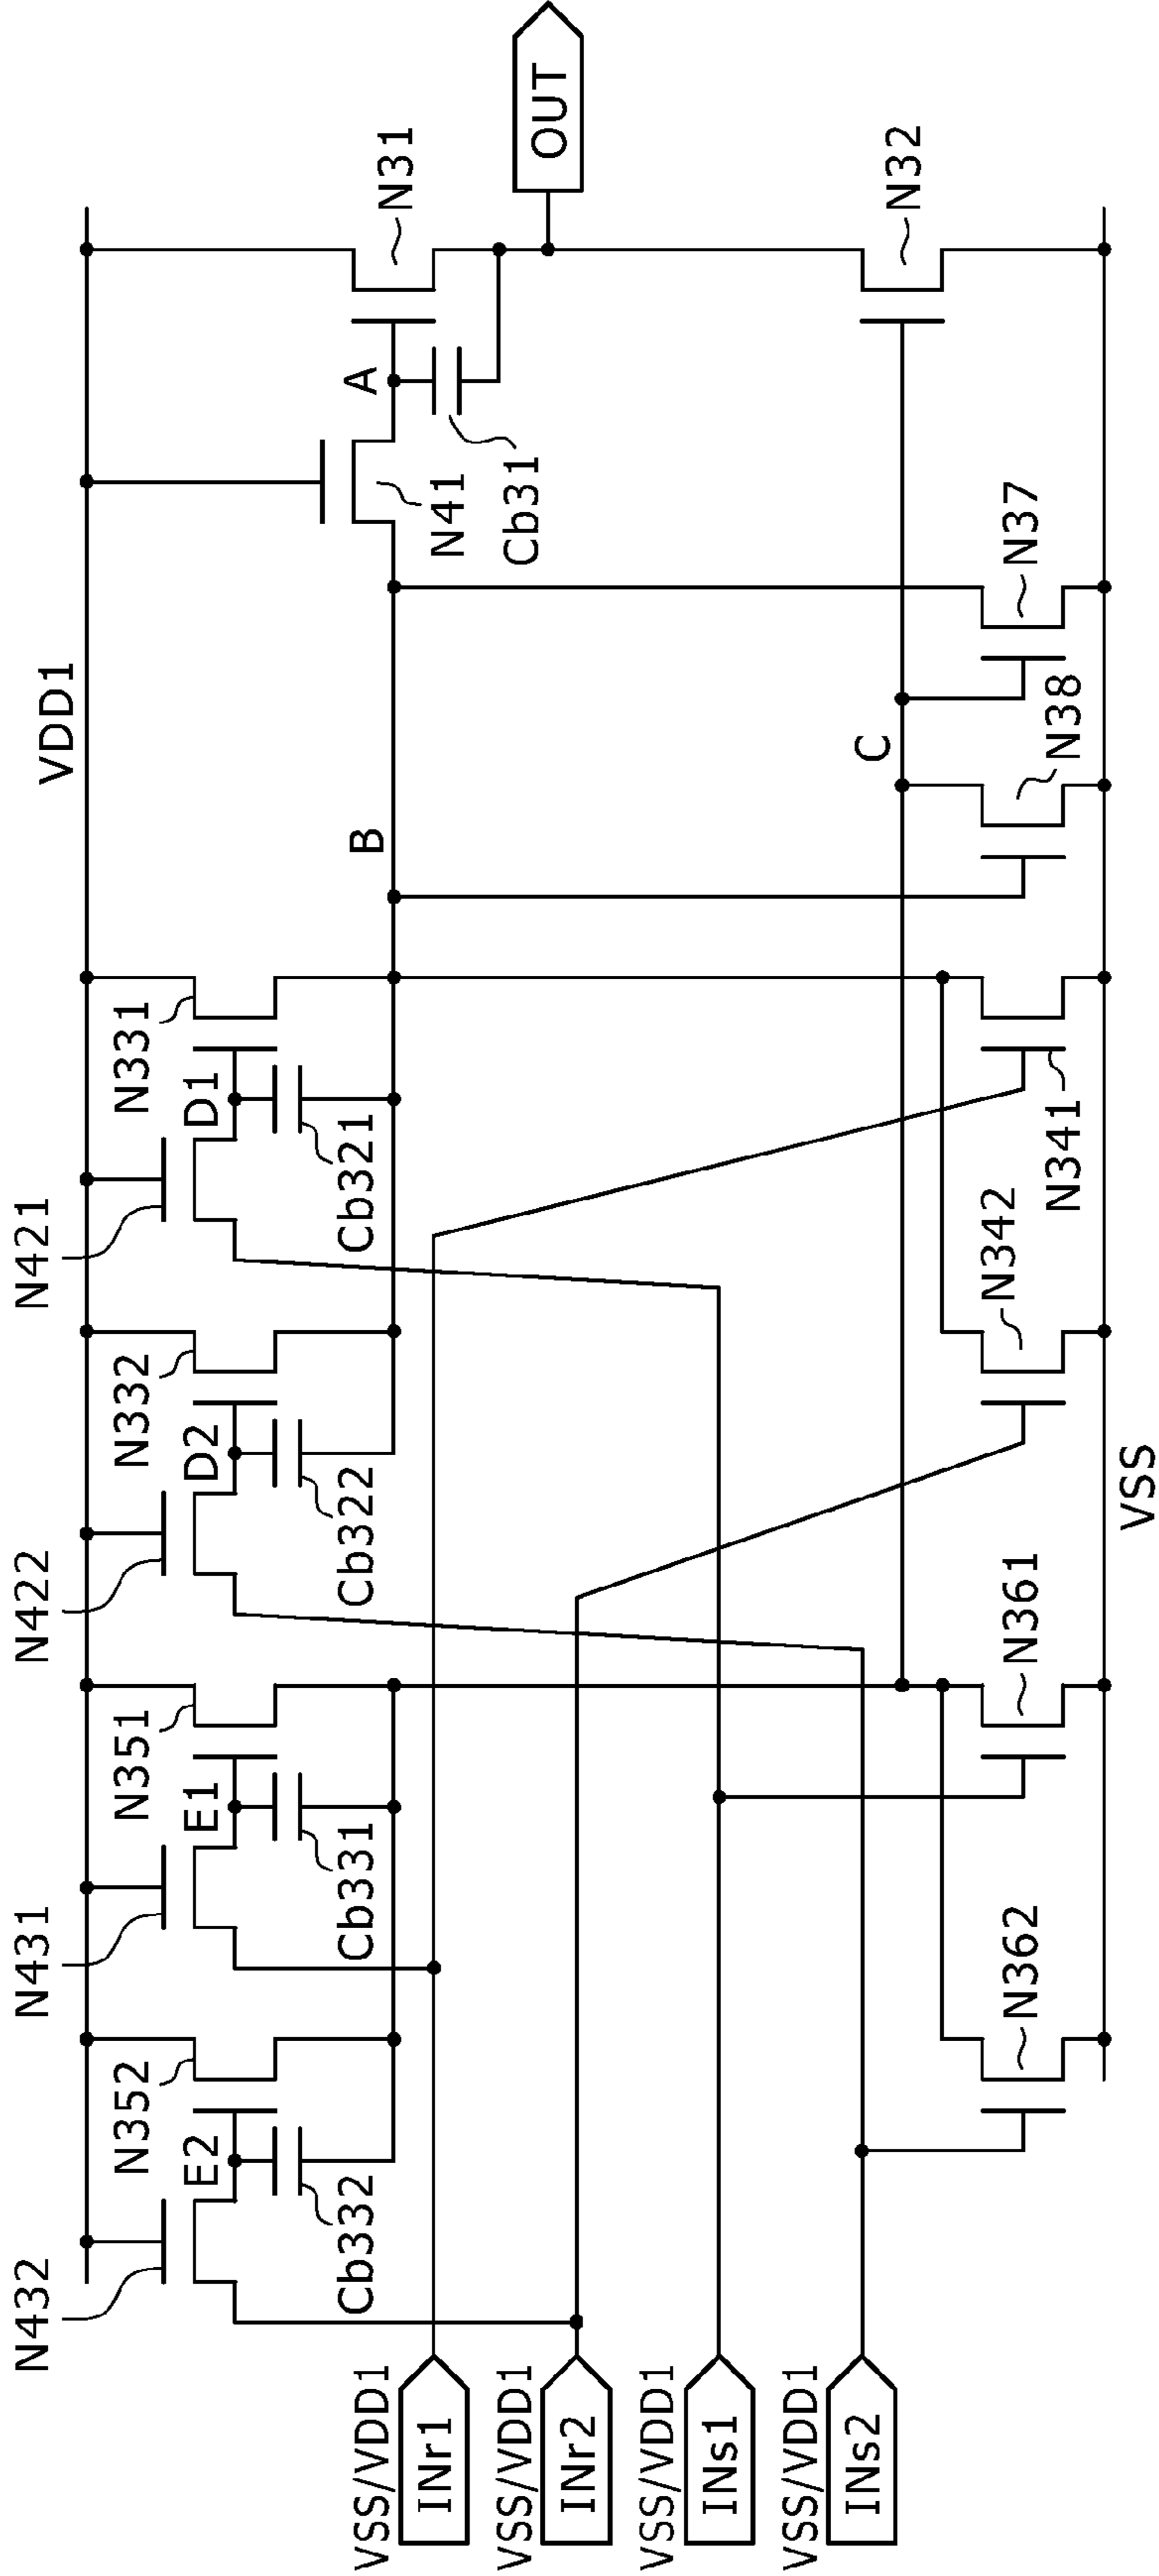 N432
N431
N422
N421
VDD1
N352
N351
N332
N331
E2
E1
D2
D1
Cb332
Cb331
Cb322
Cb321
B
A
N31
N41
Cb31
OUT
VSS/VDD1
INr1
VSS/VDD1
INr2
VSS/VDD1
INs1
VSS/VDD1
INs2
C
N32
N362
N361
N342
N341
N38
N37
VSS